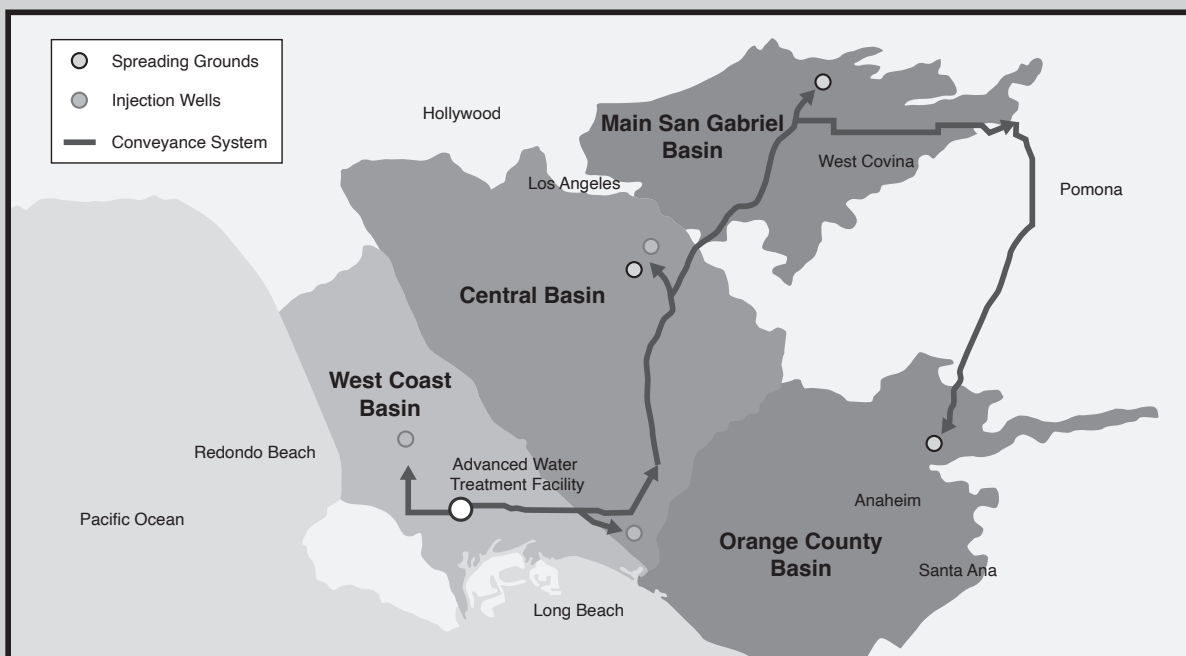 Spreading Grounds
Injection Wells
Conveyance System
Hollywood
Main San Gabriel
Basin
West Covina
Los Angeles
Pomona
Central Basin
West Coast
Basin
Redondo Beach
Advanced Water
Treatment Facility
Pacific Ocean
Anaheim
Orange County
Basin
Santa Ana
Long Beach